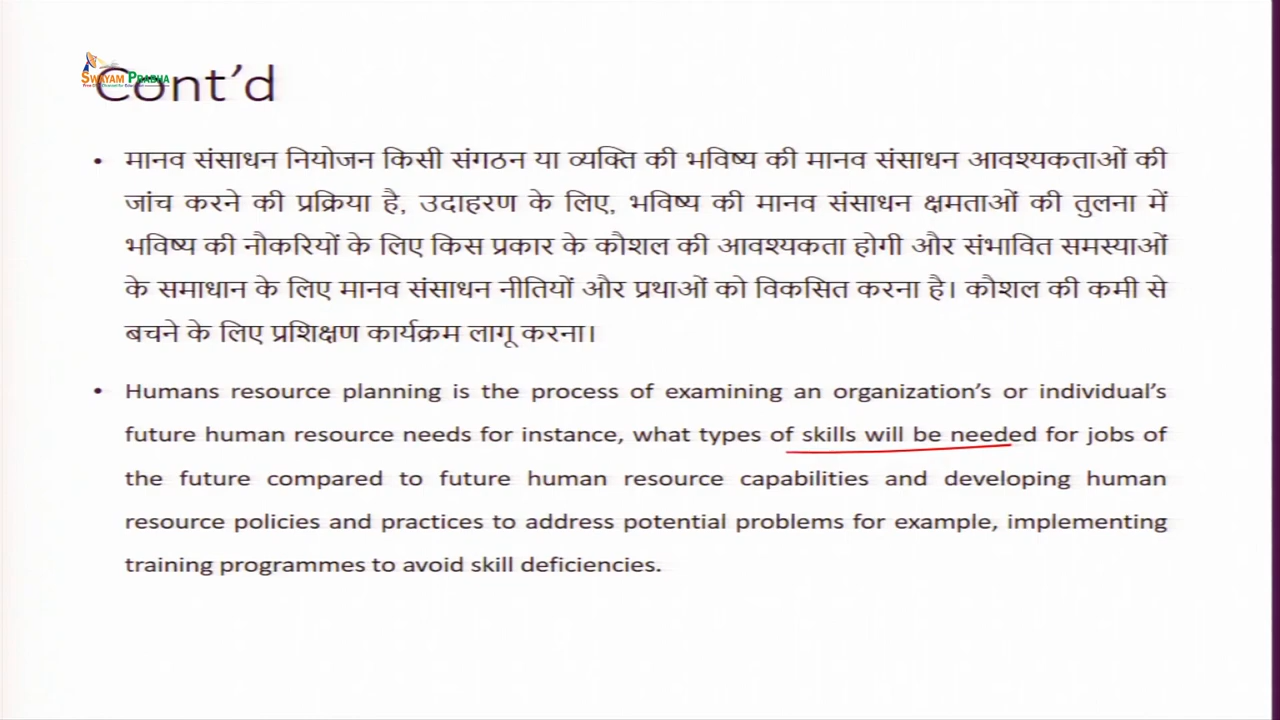 SWAYAM PRABHA
Cont'd
• मानव संसाधन नियोजन किसी संगठन या व्यक्ति की भविष्य की मानव संसाधन आवश्यकताओं की
जांच करने की प्रक्रिया है, उदाहरण के लिए, भविष्य की मानव संसाधन क्षमताओं की तुलना में
भविष्य की नौकरियों के लिए किस प्रकार के कौशल की आवश्यकता होगी और संभावित समस्याओं
के समाधान के लिए मानव संसाधन नीतियों और प्रथाओं को विकसित करना है। कौशल की कमी से
बचने के लिए प्रशिक्षण कार्यक्रम लागू करना।
• Humans resource planning is the process of examining an organization's or individual's
future human resource needs for instance, what types of skills will be needed for jobs of
the future compared to future human resource capabilities and developing human
resource policies and practices to address potential problems for example, implementing
training programmes to avoid skill deficiencies.